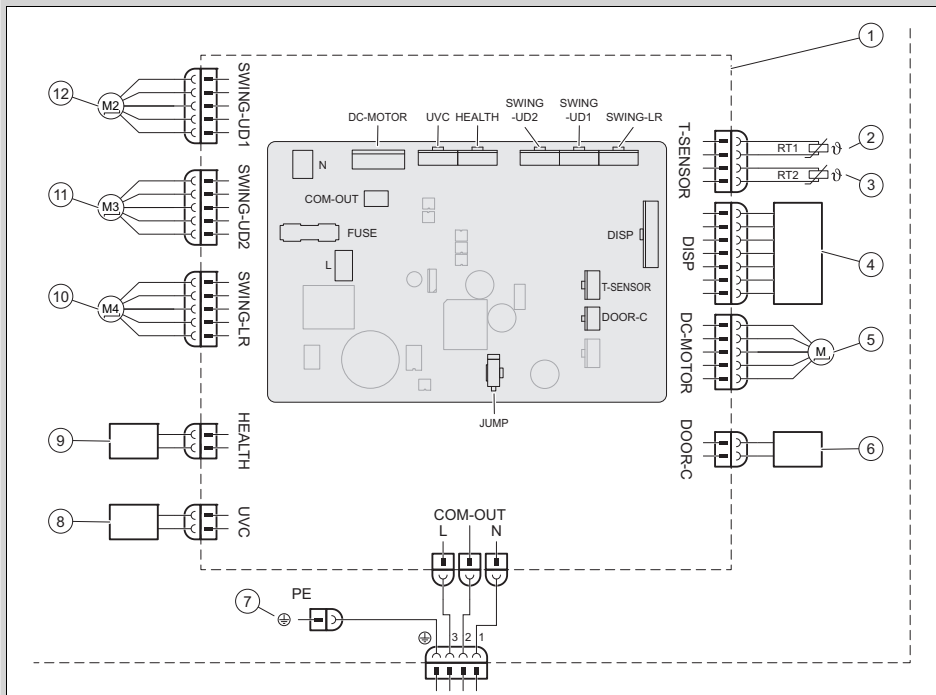 1
12
M2
SWING-UD1
DC-MOTOR
UVC
HEALTH
SWING
-UD2
SWING
-UD1
SWING-LR
T-SENSOR
RT1
ϑ
2
RT2
ϑ
3
N
COM-OUT
FUSE
L
DISP
T-SENSOR
DOOR-C
JUMP
11
M3
SWING-UD2
DISP
4
10
M4
SWING-LR
DC-MOTOR
M
5
9
HEALTH
DOOR-C
6
8
UVC
COM-OUT
L
N
7
PE
3
2
1